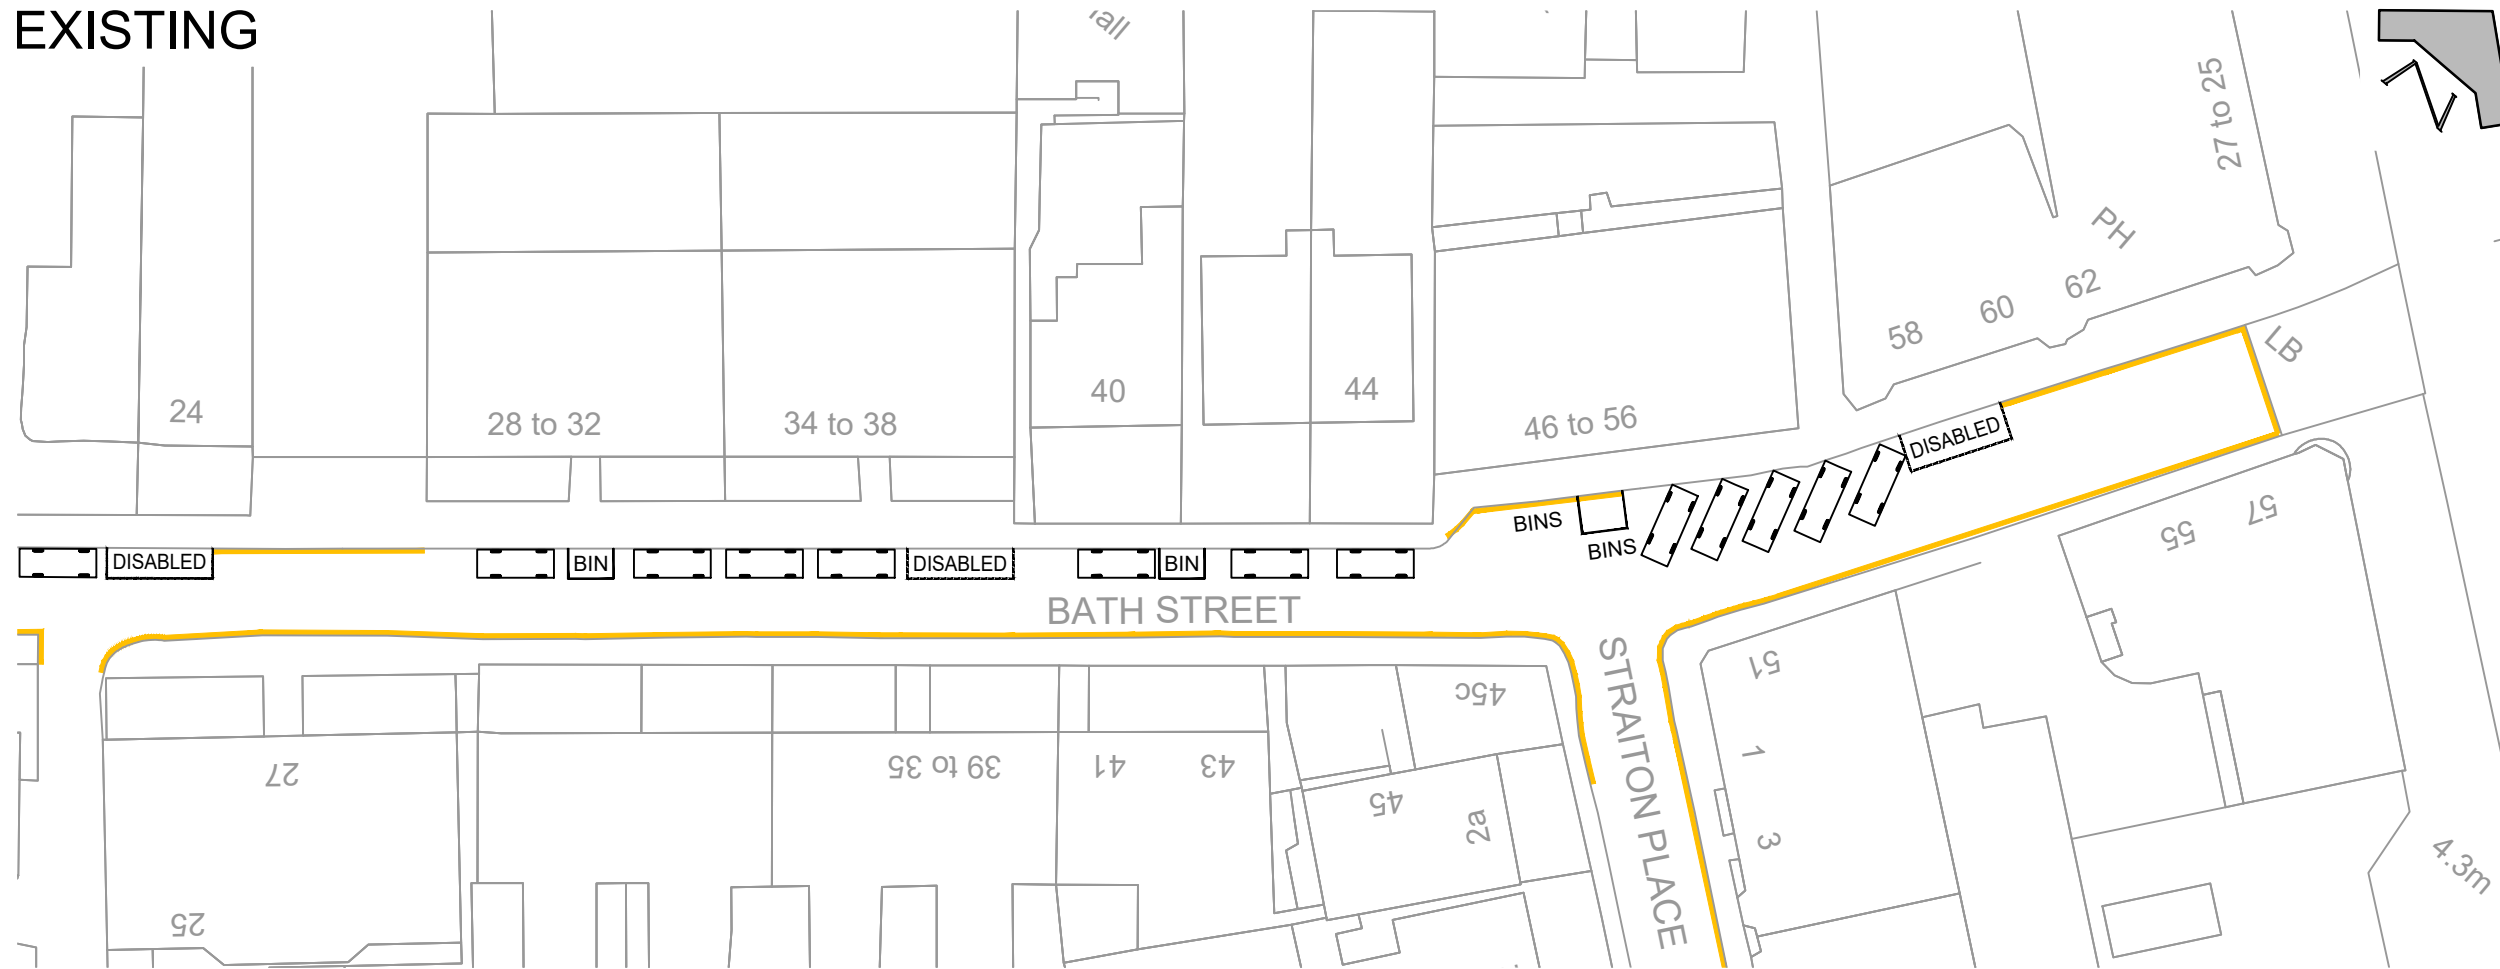 EXISTING
all
27 to 25
PH
62
60
58
LB
24
28 to 32
34 to 38
40
44
46 to 56
DISABLED
BINS
BINS
DISABLED
BIN
DISABLED
BIN
BATH STREET
STRAITON PLACE
57
55
51
1
3
45c
45
2a
43
41
39 to 35
27
25
4.3m